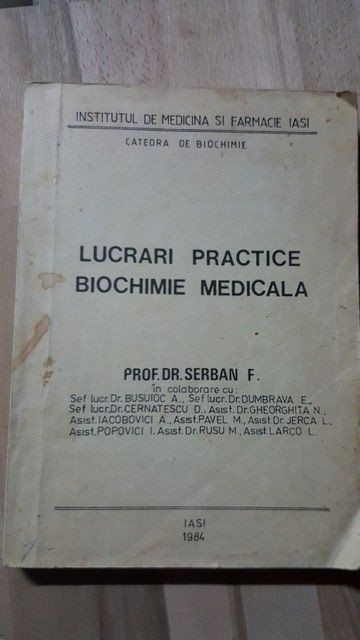 INSTITUTUL DE MEDICINA SI FARMACIE IASI
CATEDRA DE BIOCHIMIE
LUCRARI PRACTICE
BIOCHIMIE MEDICALA
PROF. DR. SERBAN F.
în colaborare cu:
Sef lucr. Dr. BUSUIOC A., Sef lucr. Dr. DUMBRAVA E.,
Sef lucr. Dr. CERNATESCU D., Asist. Dr. GHEORGHITA N.,
Asist. IACOBOVICI A., Asist. PAVEL M., Asist. Dr. JERCA L.,
Asist. POPOVICI I. Asist. Dr. RUSU M., Asist. LARCO L.
IASI
1984